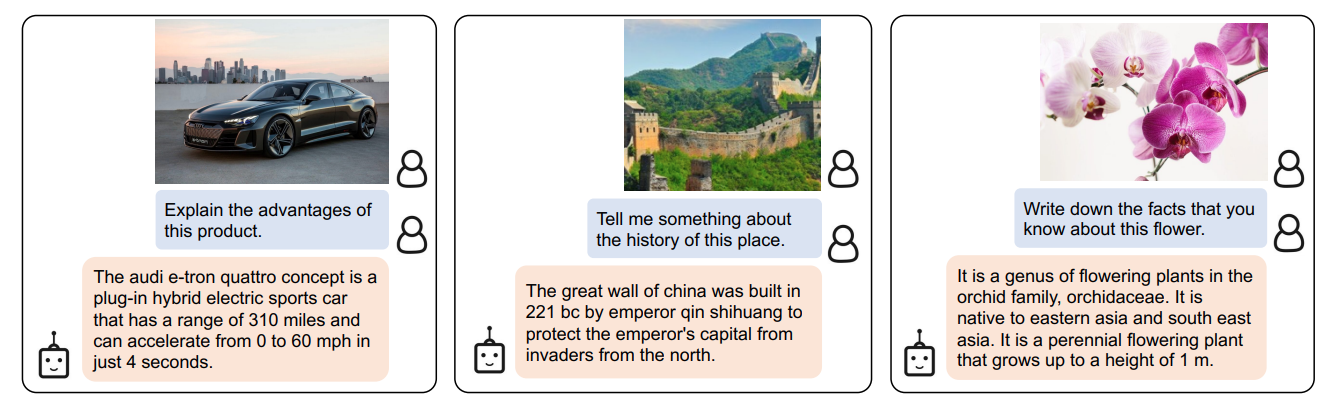 Explain the advantages of
this product.
The audi e-tron quattro concept is a
plug-in hybrid electric sports car
that has a range of 310 miles and
can accelerate from 0 to 60 mph in
just 4 seconds.
Tell me something about
the history of this place.
The great wall of china was built in
221 bc by emperor qin shihuang to
protect the emperor's capital from
invaders from the north.
Write down the facts that you
know about this flower.
It is a genus of flowering plants in the
orchid family, orchidaceae. It is
native to eastern asia and south east
asia. It is a perennial flowering plant
that grows up to a height of 1 m.